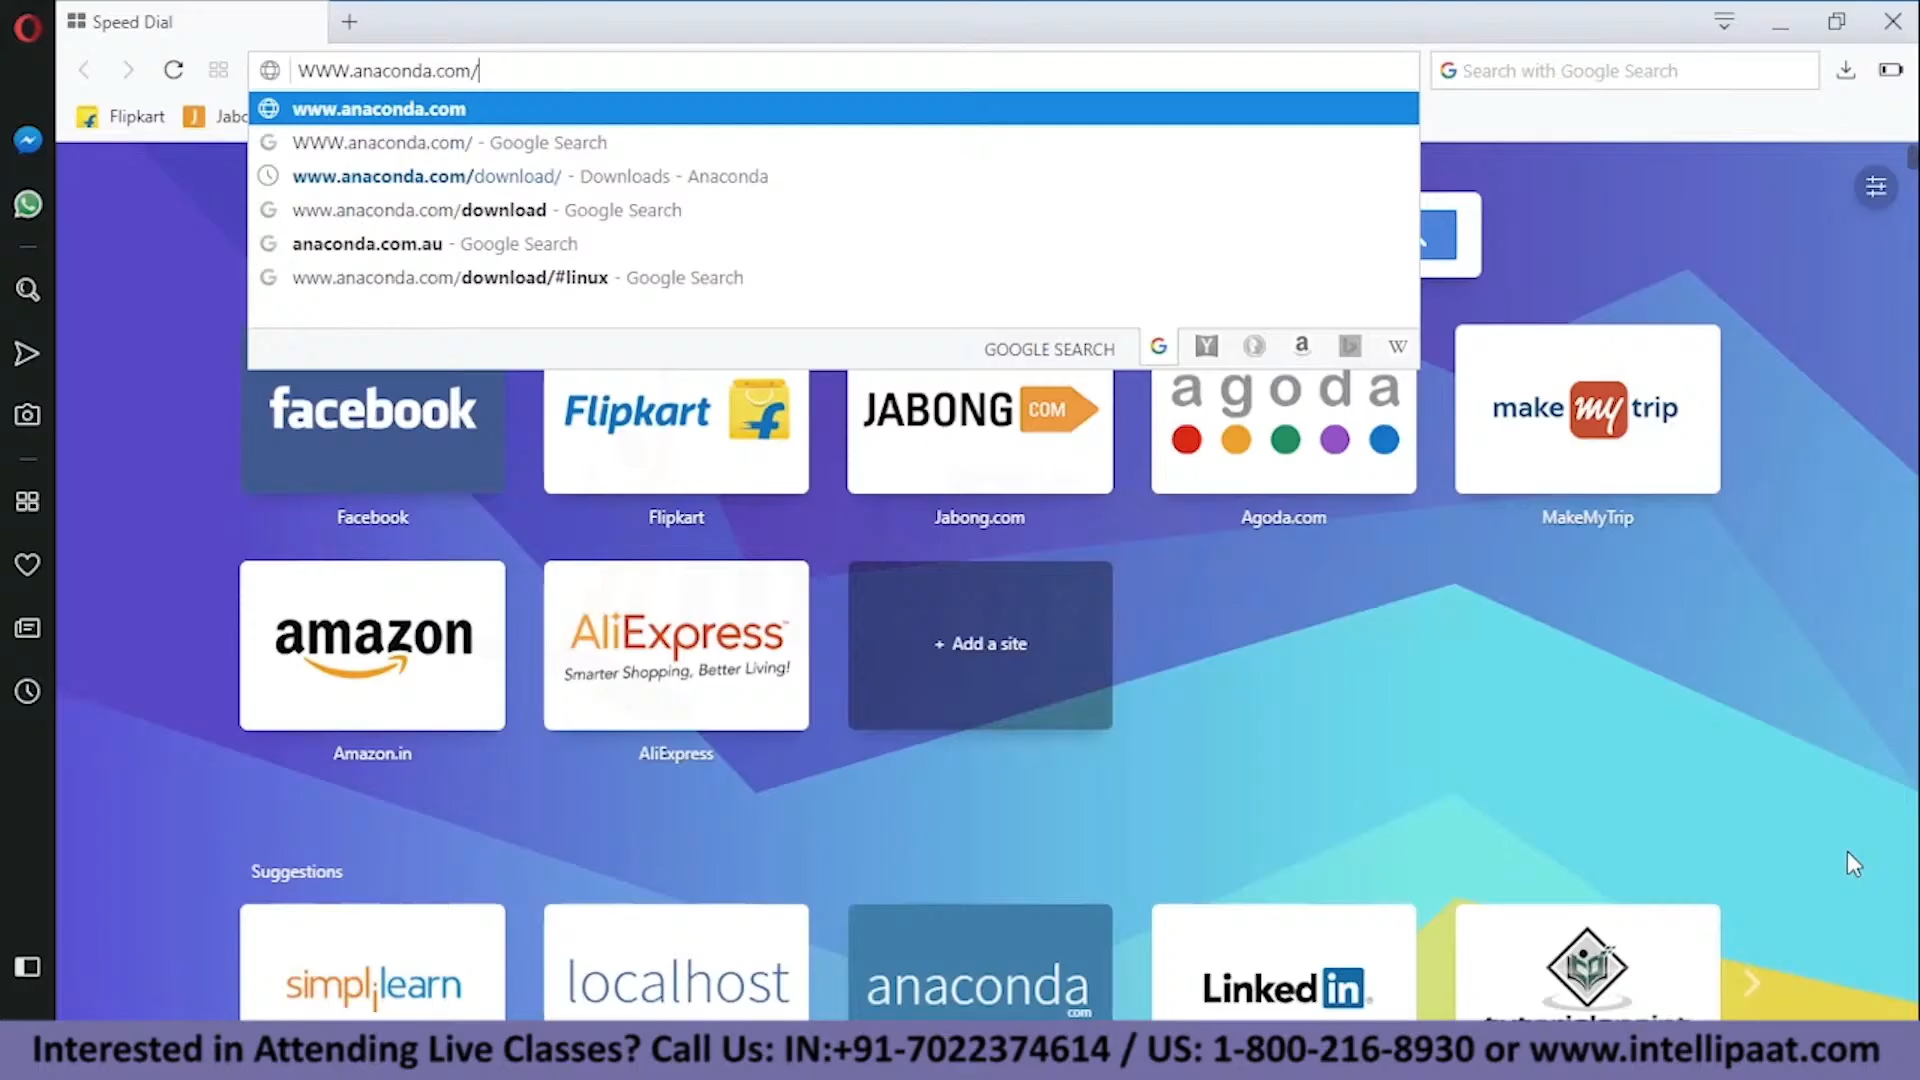 Speed Dial
WWW.anaconda.com/
Search with Google Search
Flipkart
Jabo
www.anaconda.com
WWW.anaconda.com/ - Google Search
www.anaconda.com/download/ - Downloads - Anaconda
www.anaconda.com/download - Google Search
anaconda.com.au - Google Search
www.anaconda.com/download/#linux - Google Search
GOOGLE SEARCH
facebook
Flipkart
JABONG COM
agoda
make my trip
Facebook
Flipkart
Jabong.com
Agoda.com
MakeMyTrip
amazon
AliExpress™
Smarter Shopping, Better Living!
+ Add a site
Amazon.in
AliExpress
Suggestions
simplilearn
localhost
anaconda
com
LinkedIn
Interested in Attending Live Classes? Call Us: IN:+91-7022374614 / US: 1-800-216-8930 or www.intellipaat.com